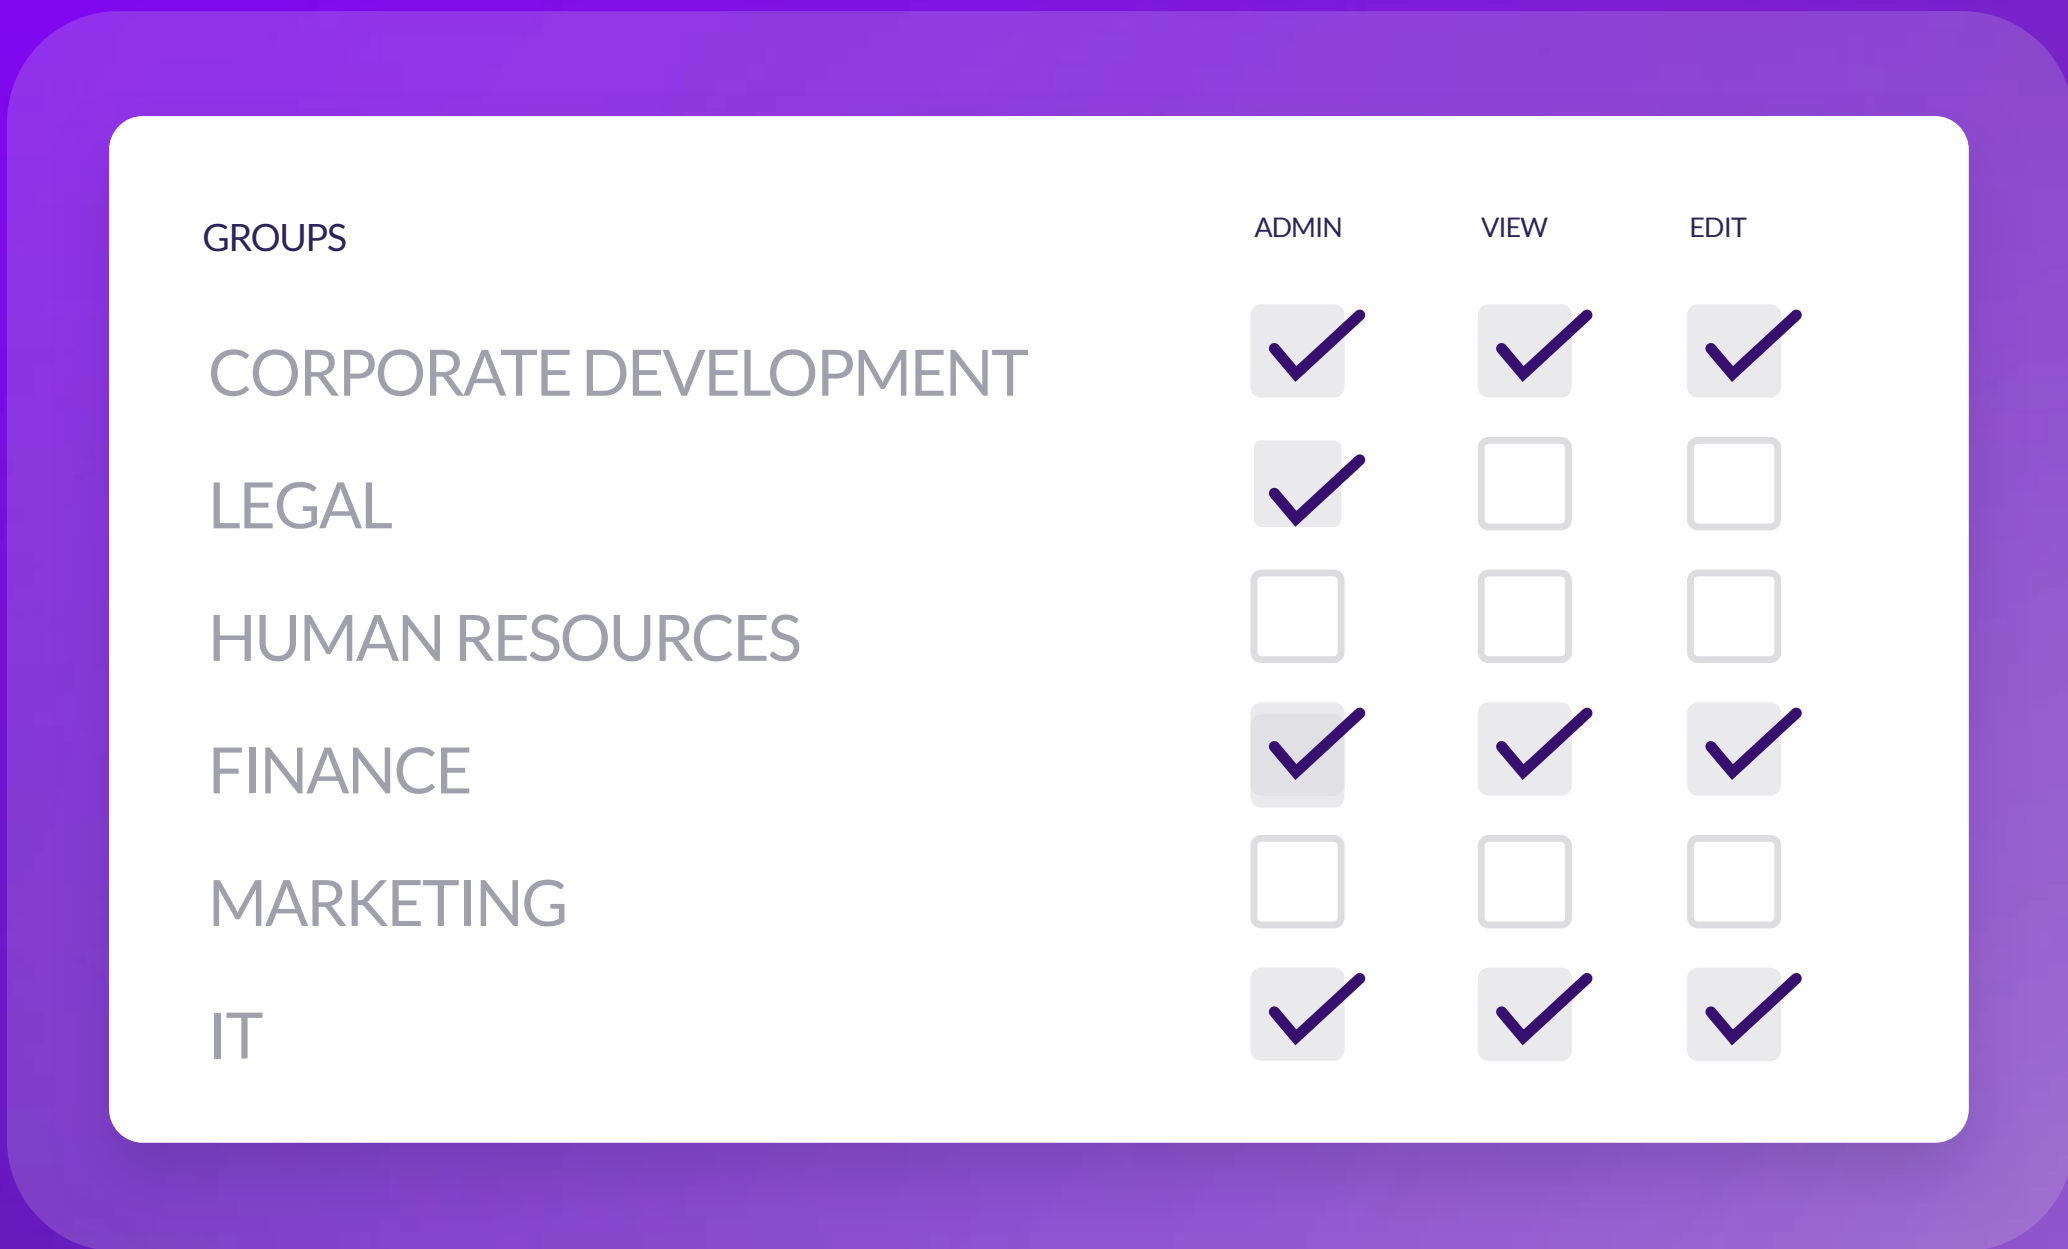 GROUPS ADMIN VIEW EDIT
CORPORATE DEVELOPMENT
LEGAL
HUMAN RESOURCES
FINANCE
MARKETING
IT